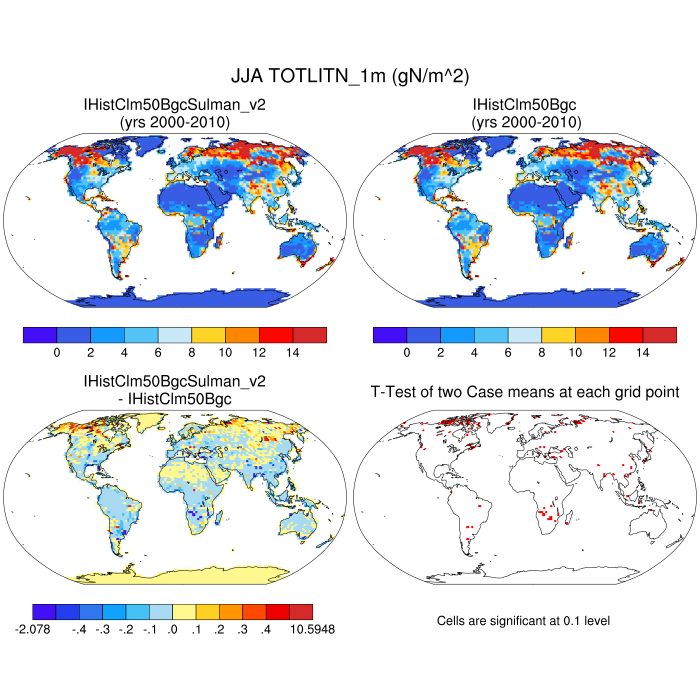 JJA TOTLITN_1m (gN/m^2)
IHistClm50BgcSulman_v2
(yrs 2000-2010)
IHistClm50Bgc
(yrs 2000-2010)
0 2 4 6 8 10 12 14
0 2 4 6 8 10 12 14
IHistClm50BgcSulman_v2
- IHistClm50Bgc
T-Test of two Case means at each grid point
-2.078 -.4 -.3 -.2 -.1 .0 .1 .2 .3 .4 10.5948
Cells are significant at 0.1 level